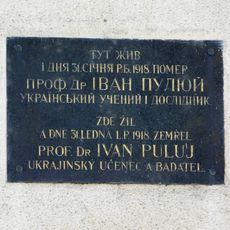 ТУТ ЖИВ
І ДНЯ 31.СІЧНЯ Р.Б. 1918. ПОМЕР
ПРОФ. ДР ІВАН ПУЛЮЙ
УКРАЇНСЬКИЙ УЧЕНИЙ І ДОСЛІДНИК.
ZDE ŽIL
A DNE 31.LEDNA L.P. 1918. ZEMŘEL
PROF. DR IVAN PULUJ
UKRAJINSKÝ UČENEC A BADATEL.